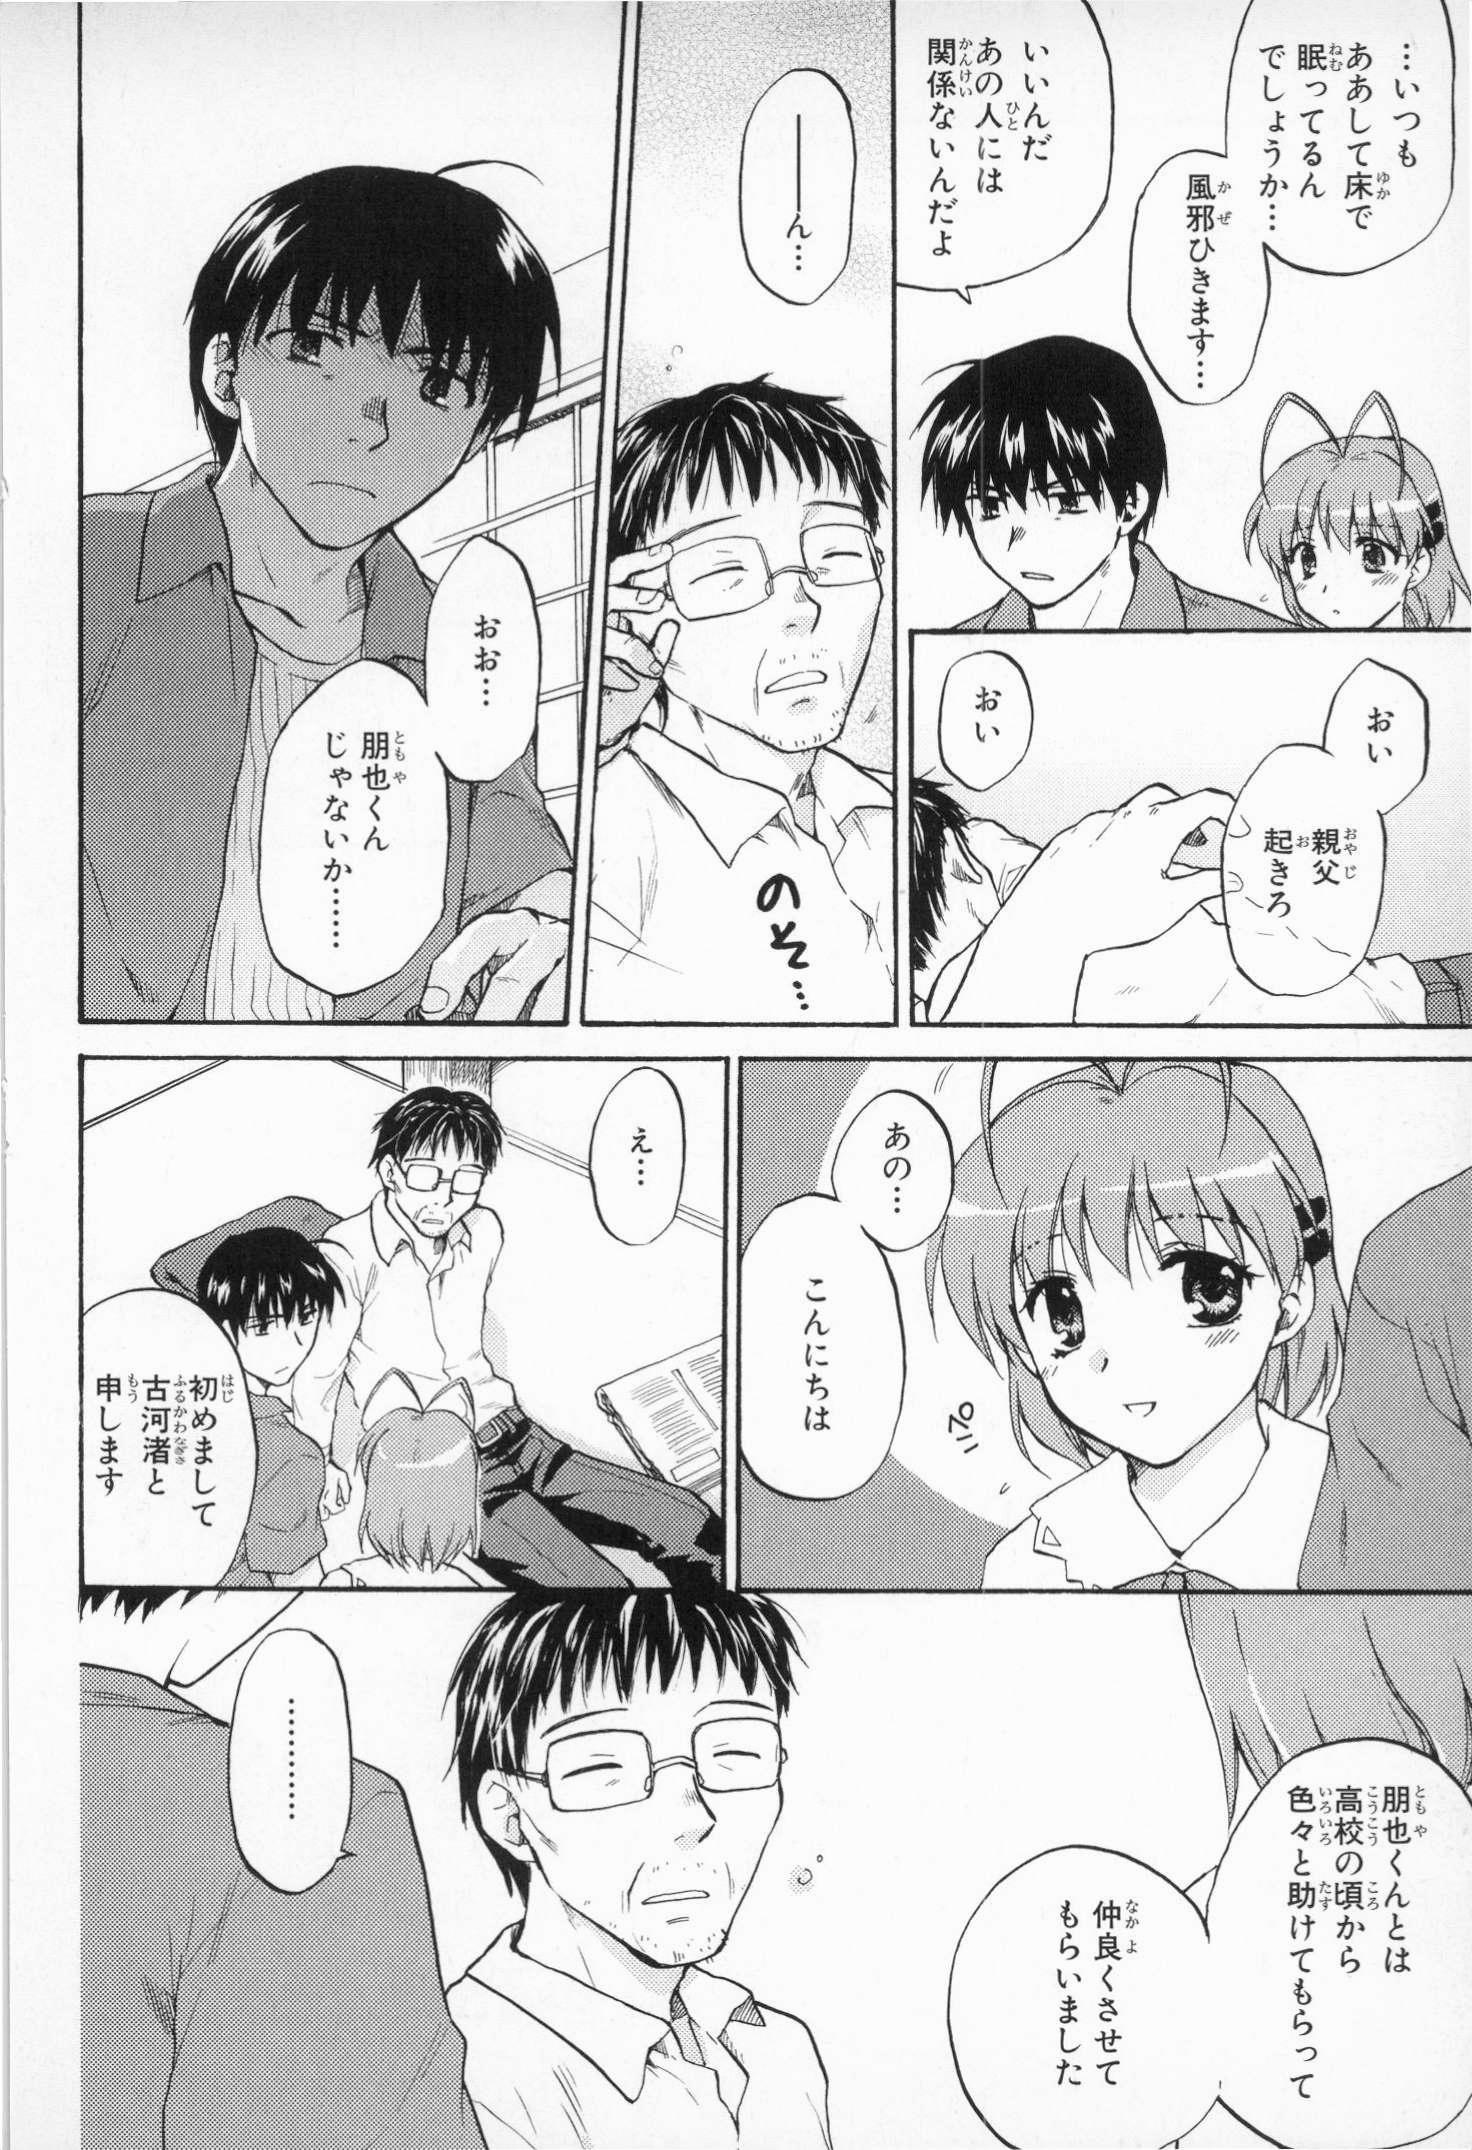 …いつも
ああして床で
眠ってるん
でしょうか…
風邪ひきます…
いいんだ
あの人には
関係ないんだよ
おい
親父
起きろ
おい
――ん…
のそ…
おお…
朋也くん
じゃないか……
あの…
こんにちは
ペコ
え…
初めまして
古河渚と
申します
朋也くんとは
高校の頃から
色々と助けてもらって
仲良くさせて
もらいました
…………